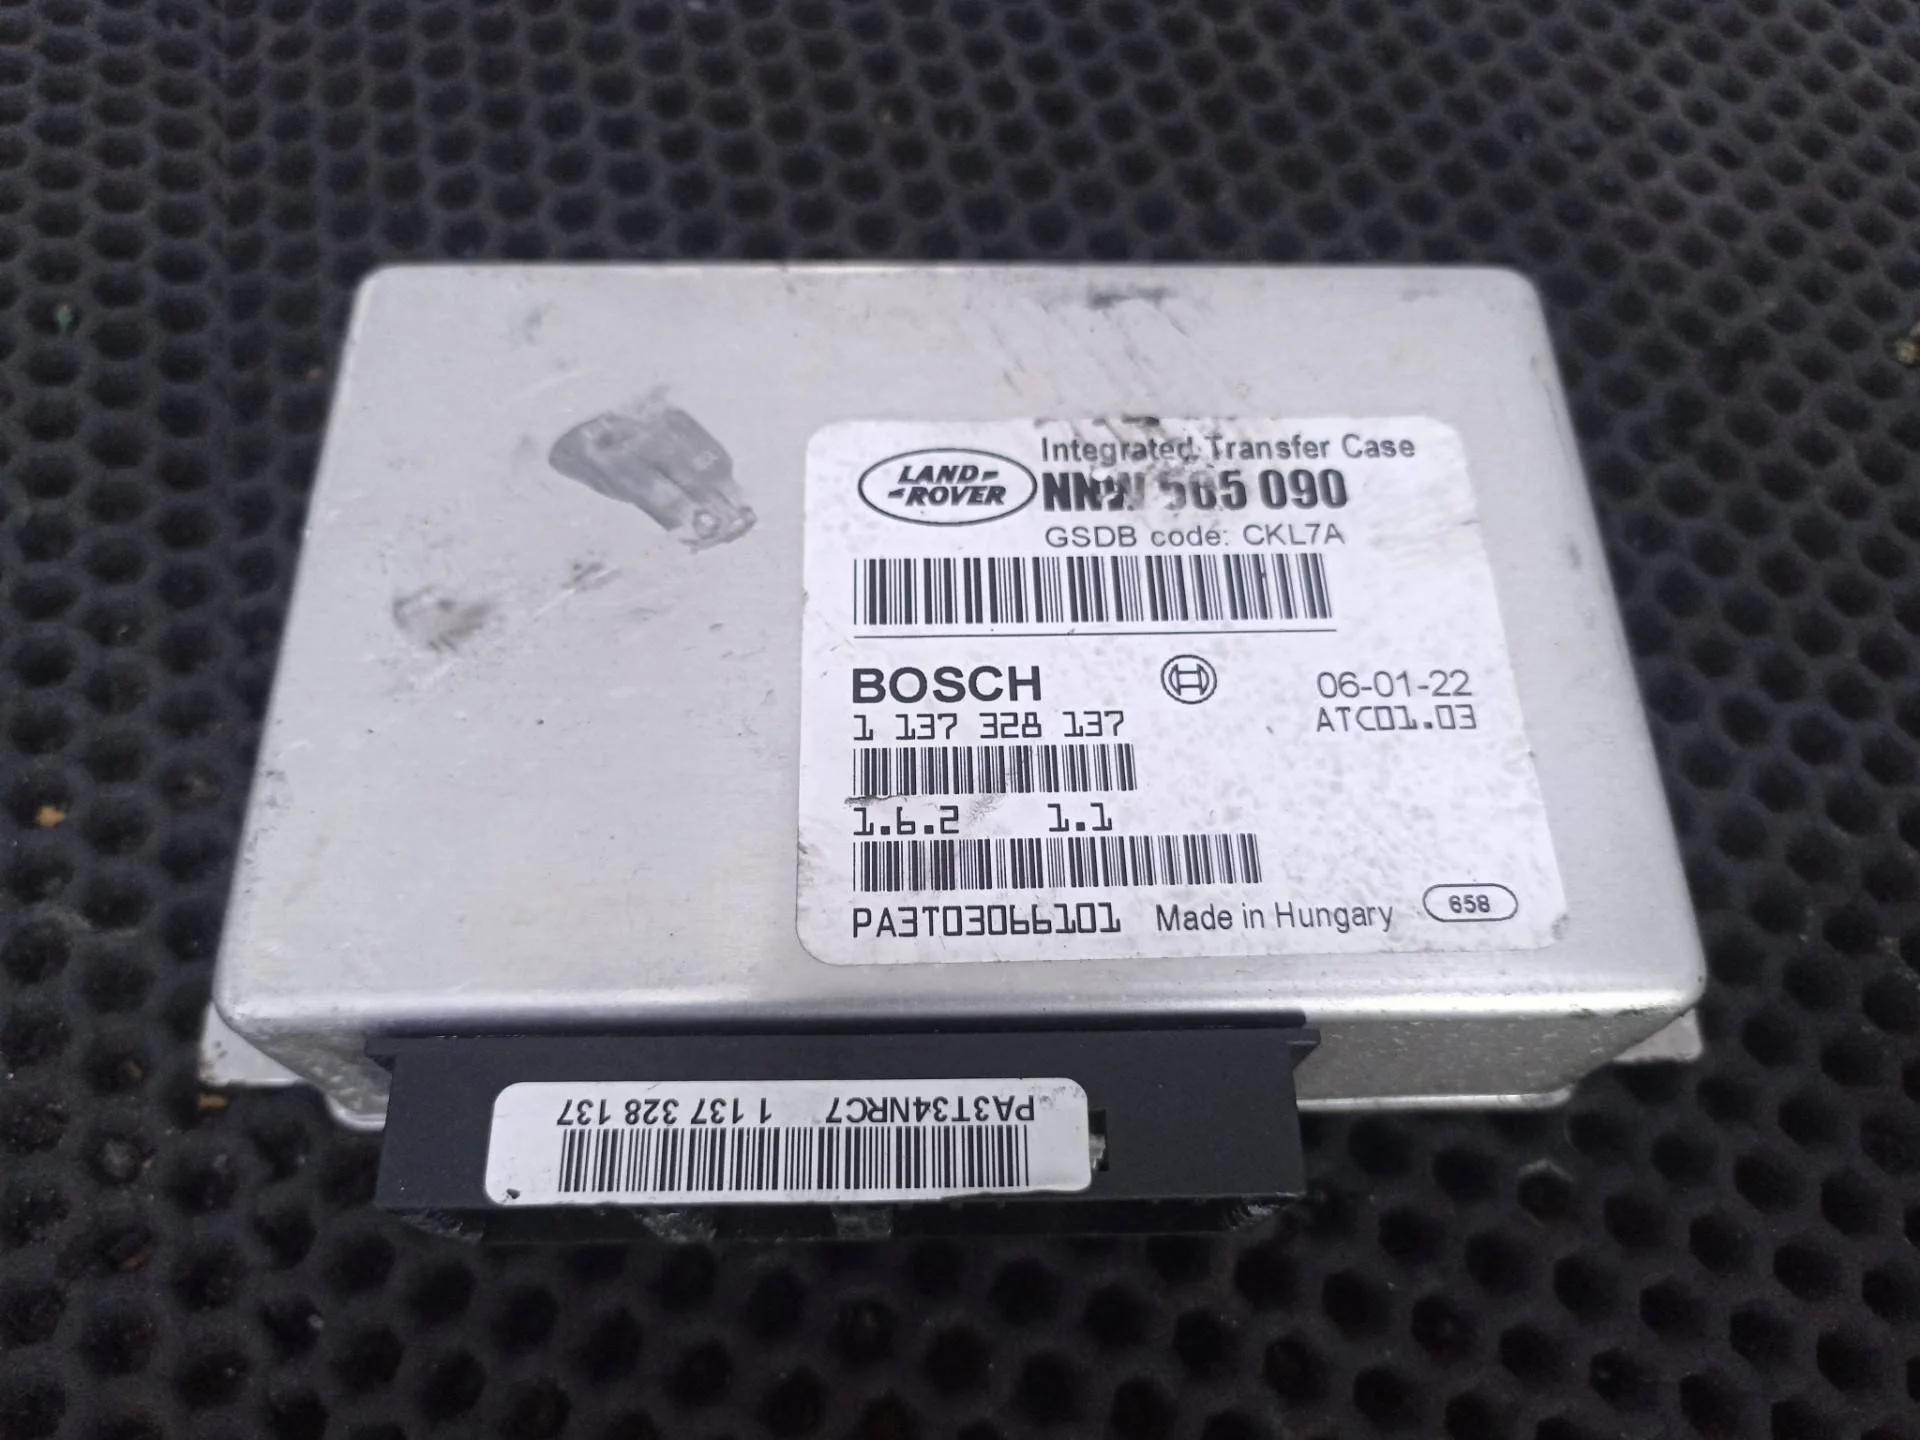 LAND-
-ROVER
Integrated Transfer Case
NNW 505 090
GSDB code: CKL7A
BOSCH
06-01-22
1 137 328 137
ATC01.03
1.6.2 1.1
PA3T03066101 Made in Hungary 658
PA3T34NRC7 1 137 328 137